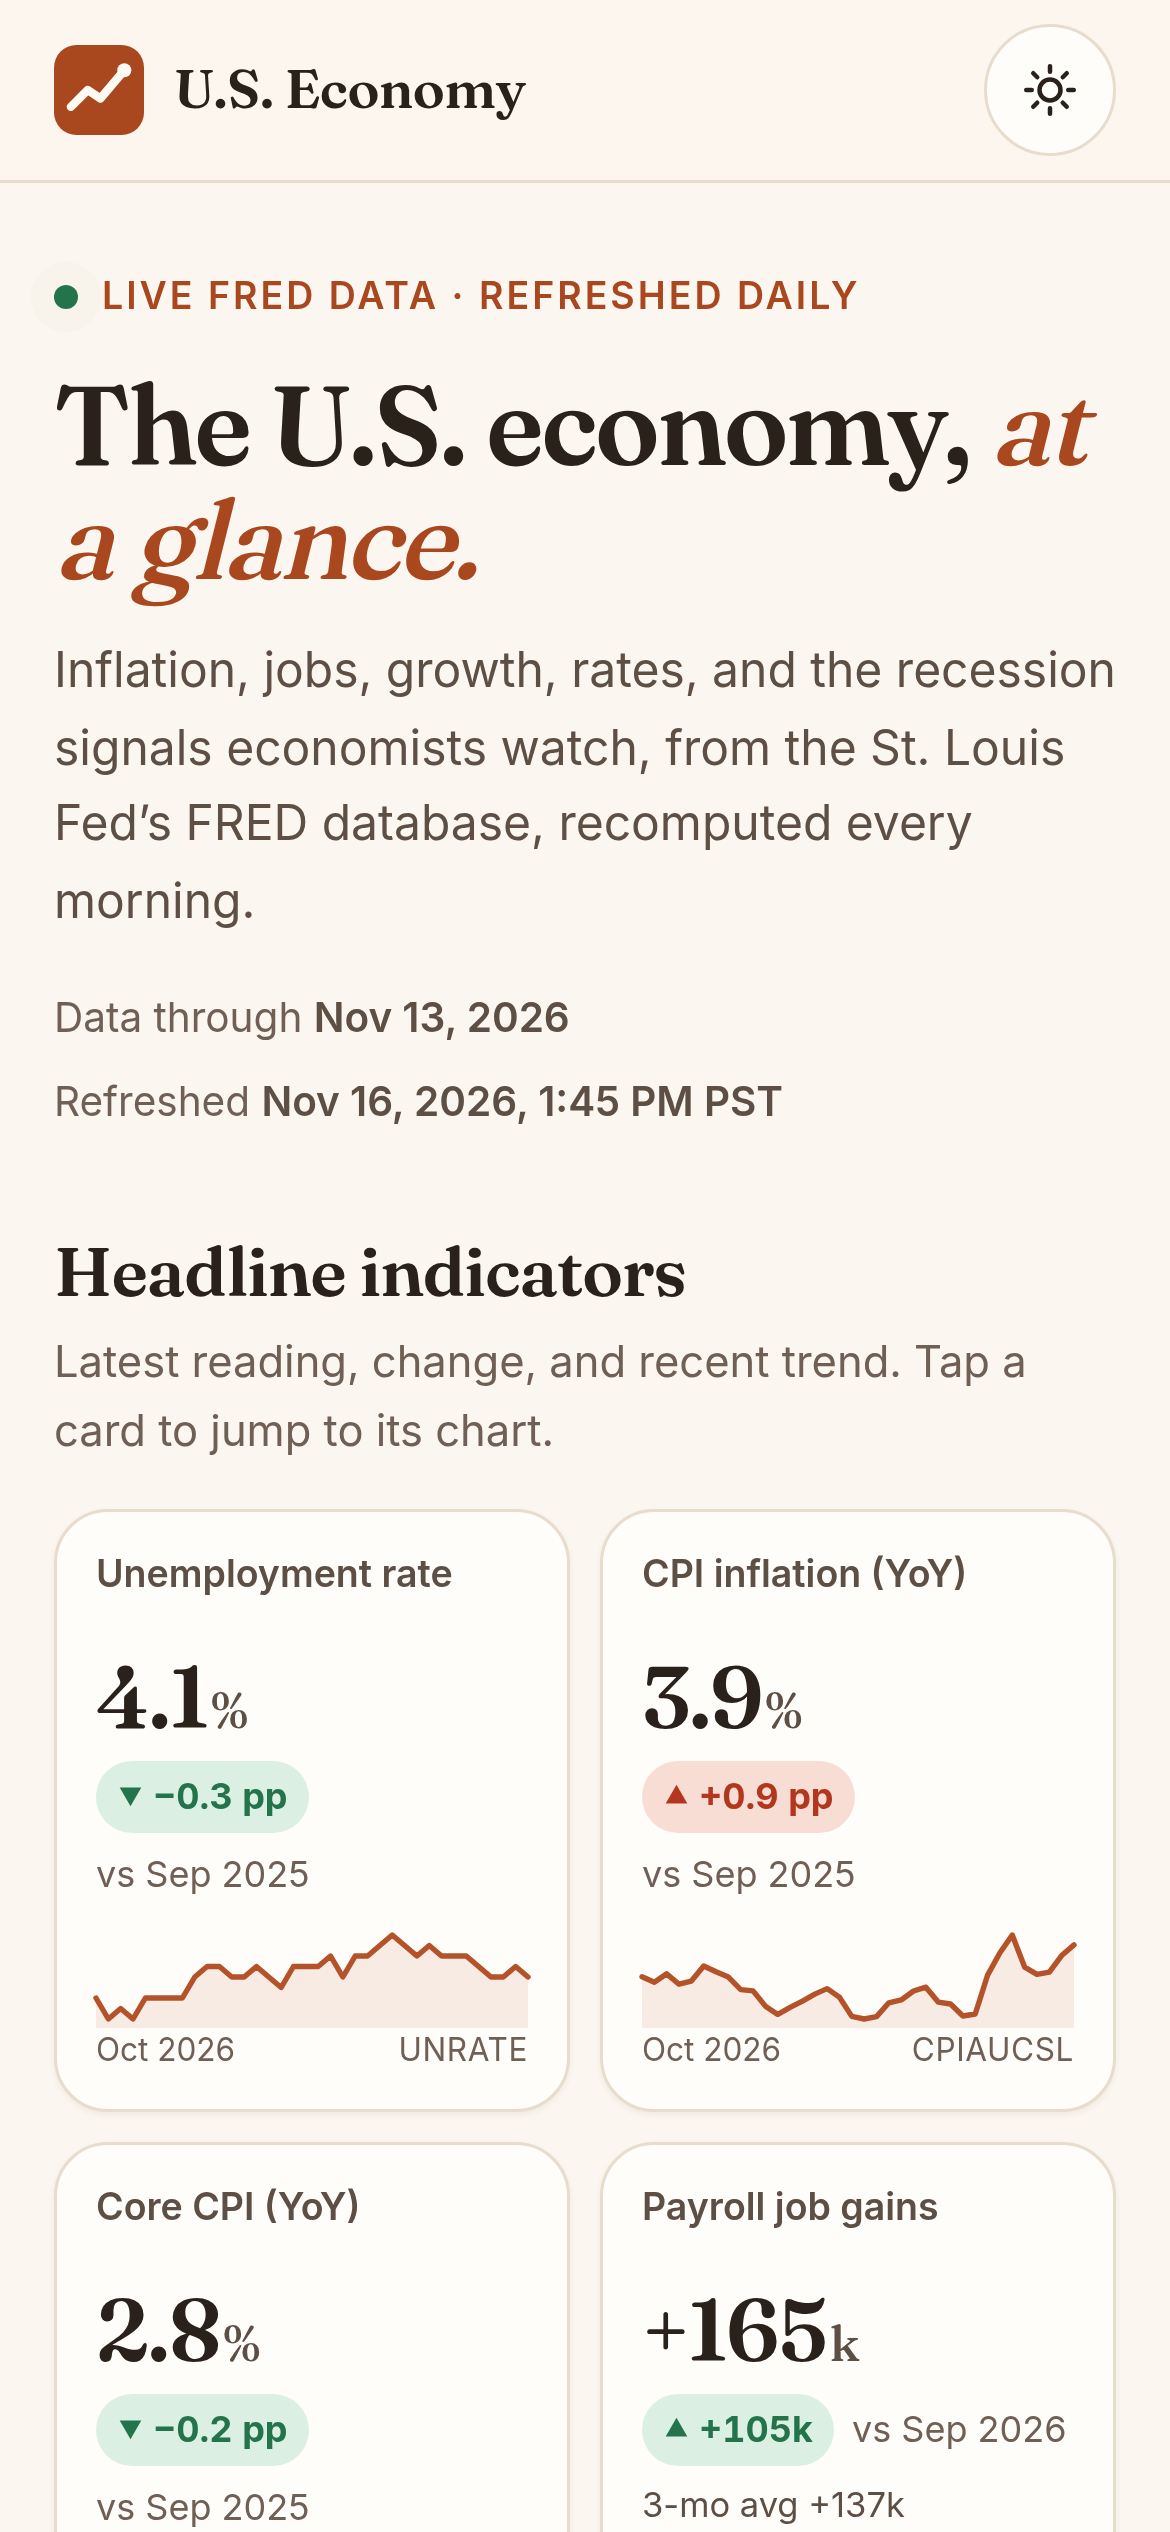 U.S. Economy
LIVE FRED DATA · REFRESHED DAILY
The U.S. economy, at
a glance.
Inflation, jobs, growth, rates, and the recession
signals economists watch, from the St. Louis
Fed’s FRED database, recomputed every
morning.
Data through Nov 13, 2026
Refreshed Nov 16, 2026, 1:45 PM PST
Headline indicators
Latest reading, change, and recent trend. Tap a
card to jump to its chart.
Unemployment rate
4.1%
▼ −0.3 pp
vs Sep 2025
Oct 2026 UNRATE
CPI inflation (YoY)
3.9%
▲ +0.9 pp
vs Sep 2025
Oct 2026 CPIAUCSL
Core CPI (YoY)
2.8%
▼ −0.2 pp
vs Sep 2025
Payroll job gains
+165k
▲ +105k vs Sep 2026
3-mo avg +137k